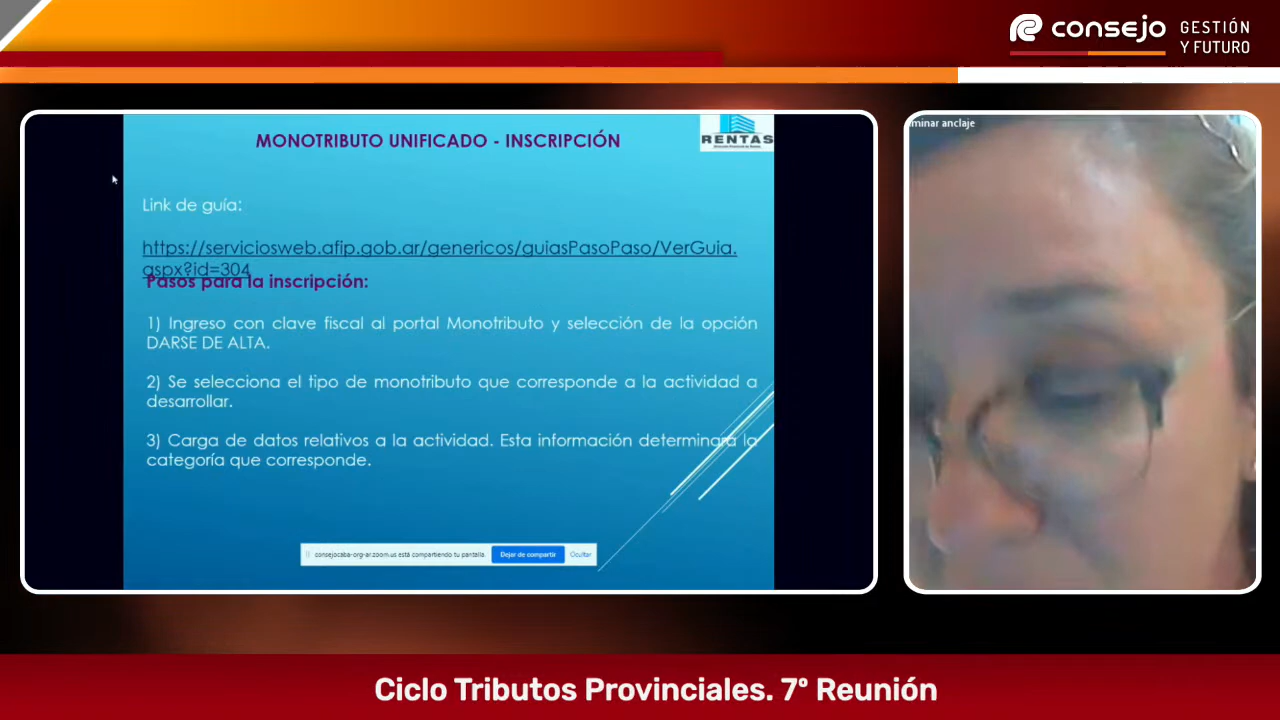 consejo
GESTIÓN
Y FUTURO
MONOTRIBUTO UNIFICADO - INSCRIPCIÓN
RENTAS
minar anclaje
Link de guía:
https://serviciosweb.afip.gob.ar/genericos/guiasPasoPaso/VerGuia.
aspx?id=304
Pasos para la inscripción:
1) Ingreso con clave fiscal al portal Monotributo y selección de la opción
DARSE DE ALTA.
2) Se selecciona el tipo de monotributo que corresponde a la actividad a
desarrollar.
3) Carga de datos relativos a la actividad. Esta información determinará la
categoría que corresponde.
consejocaba-org-ar.zoom.us está compartiendo tu pantalla.
Dejar de compartir
Ocultar
Ciclo Tributos Provinciales. 7º Reunión